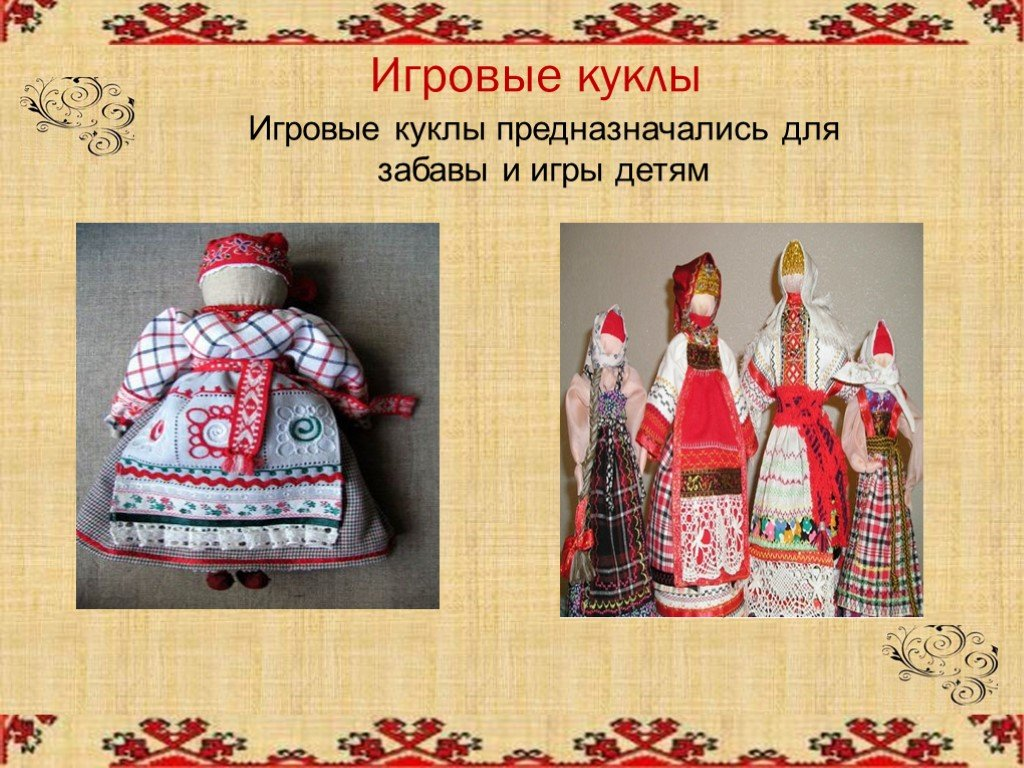 Игровые куклы
Игровые куклы предназначались для
забавы и игры детям